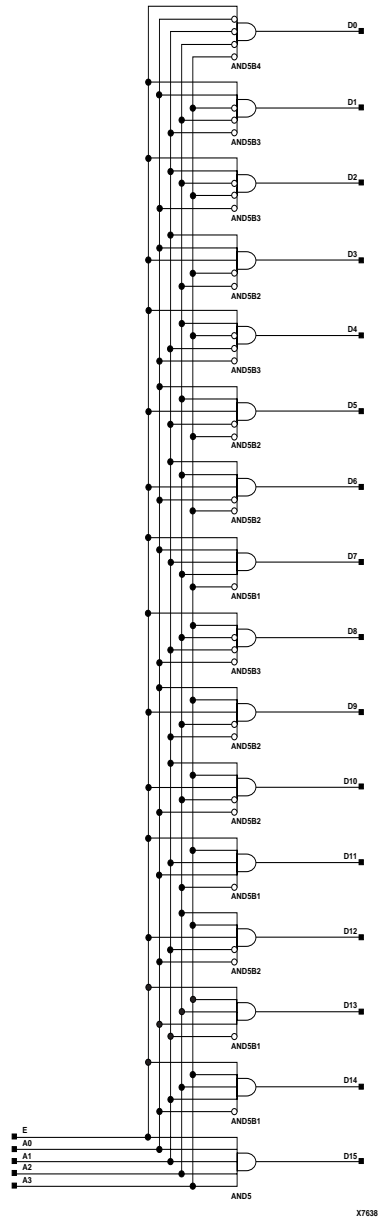 D0
AND5B4
D1
AND5B3
D2
AND5B3
D3
AND5B2
D4
AND5B3
D5
AND5B2
D6
AND5B2
D7
AND5B1
D8
AND5B3
D9
AND5B2
D10
AND5B2
D11
AND5B1
D12
AND5B2
D13
AND5B1
D14
AND5B1
E
A0
A1
D15
A2
A3
AND5
X7638